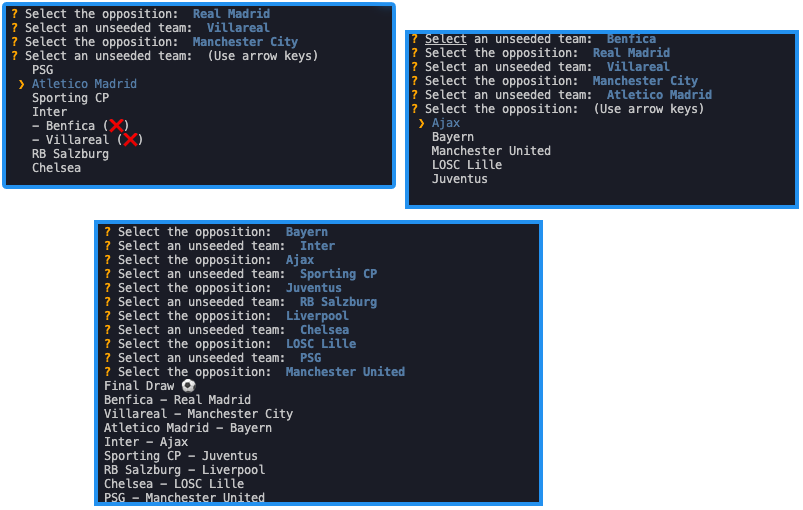 ? Select the opposition: Real Madrid
? Select an unseeded team: Villareal
? Select the opposition: Manchester City
? Select an unseeded team: (Use arrow keys)
PSG
❯ Atletico Madrid
Sporting CP
Inter
- Benfica (❌)
- Villareal (❌)
RB Salzburg
Chelsea
? Select an unseeded team: Benfica
? Select the opposition: Real Madrid
? Select an unseeded team: Villareal
? Select the opposition: Manchester City
? Select an unseeded team: Atletico Madrid
? Select the opposition: (Use arrow keys)
❯ Ajax
Bayern
Manchester United
LOSC Lille
Juventus
? Select the opposition: Bayern
? Select an unseeded team: Inter
? Select the opposition: Ajax
? Select an unseeded team: Sporting CP
? Select the opposition: Juventus
? Select an unseeded team: RB Salzburg
? Select the opposition: Liverpool
? Select an unseeded team: Chelsea
? Select the opposition: LOSC Lille
? Select an unseeded team: PSG
? Select the opposition: Manchester United
Final Draw ⚽
Benfica - Real Madrid
Villareal - Manchester City
Atletico Madrid - Bayern
Inter - Ajax
Sporting CP - Juventus
RB Salzburg - Liverpool
Chelsea - LOSC Lille
PSG - Manchester United